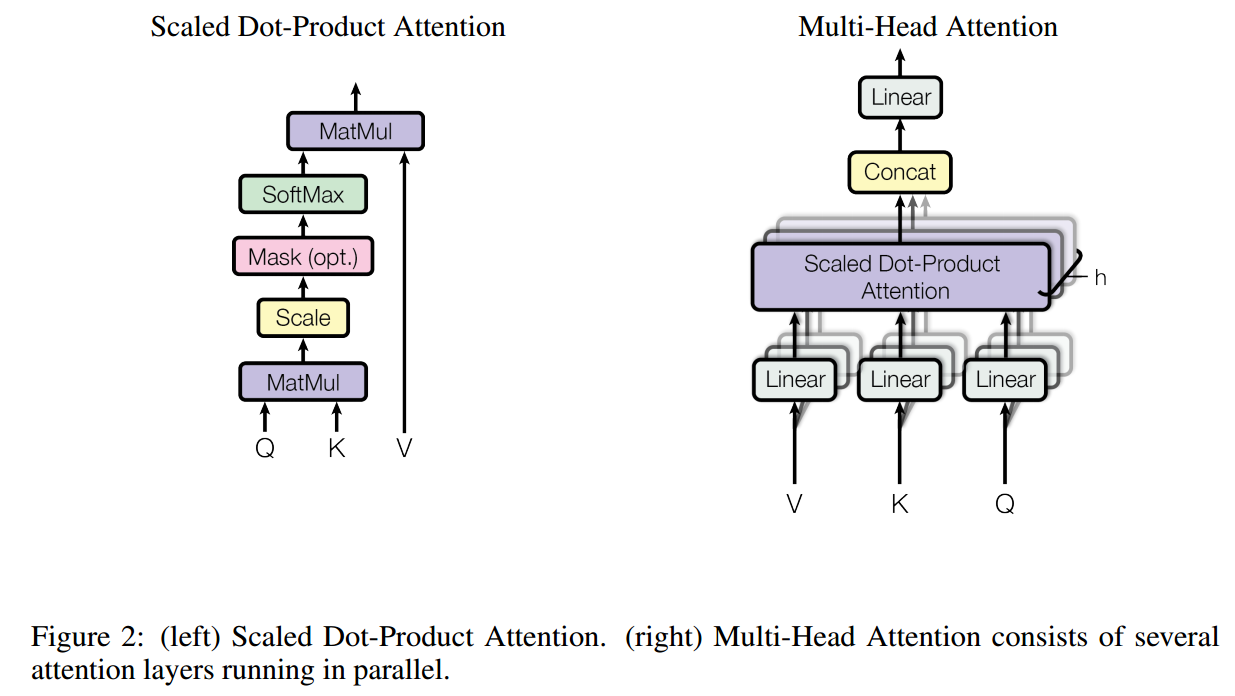 Scaled Dot-Product Attention
MatMul
SoftMax
Mask (opt.)
Scale
MatMul
Q K V
Multi-Head Attention
Linear
Concat
Scaled Dot-Product
Attention
h
Linear Linear Linear
V K Q
Figure 2: (left) Scaled Dot-Product Attention. (right) Multi-Head Attention consists of several
attention layers running in parallel.